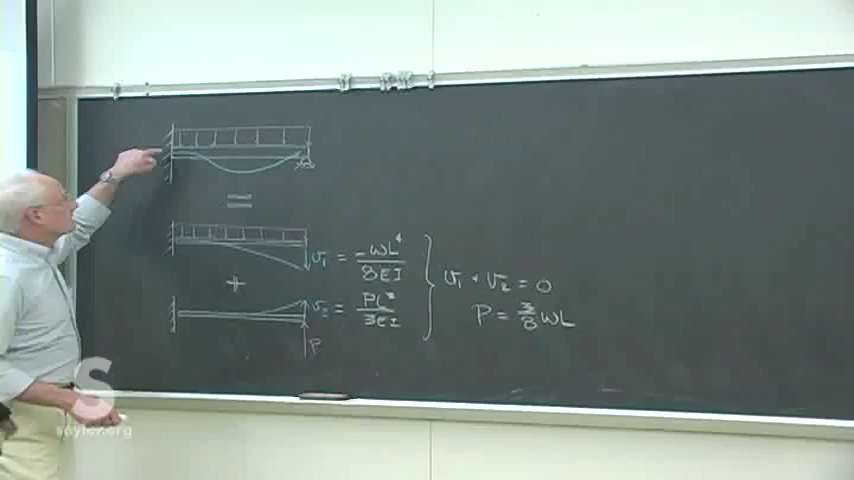 =
v₁ = -wL⁴/8EI
v₁ + v₂ = 0
+
v₂ = PL³/3EI
P = 3/8 wL
P
S
saylor.org